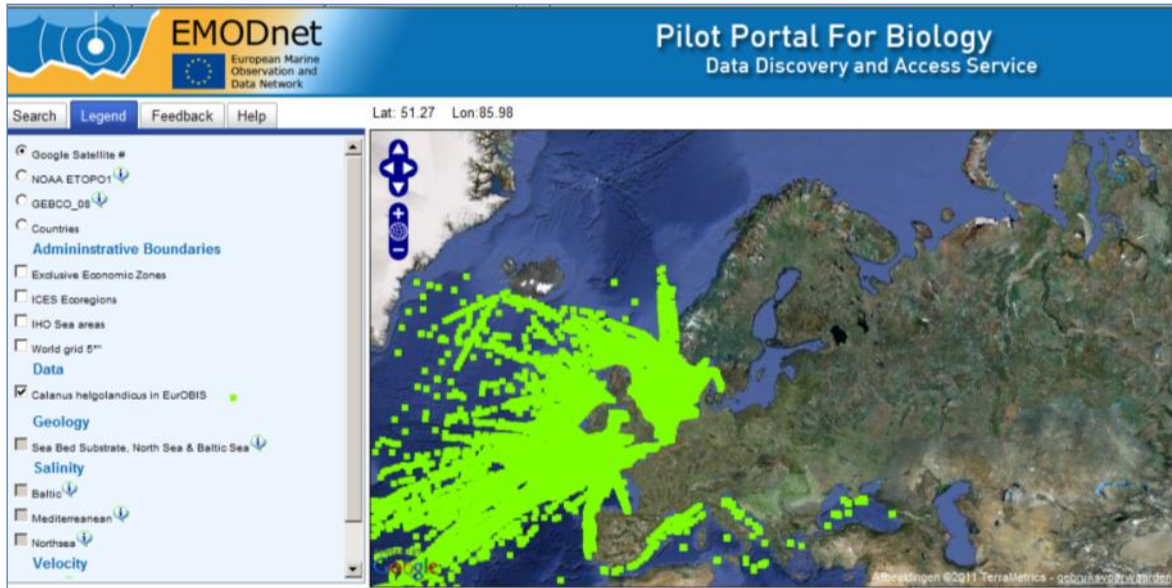 EMODnet
European Marine
Observation and
Data Network
Pilot Portal For Biology
Data Discovery and Access Service
Search Legend Feedback Help
Lat: 51.27 Lon:85.98
Google Satellite #
NOAA ETOPO1
GEBCO_08
Countries
Admininstrative Boundaries
Exclusive Economic Zones
ICES Ecoregions
IHO Sea areas
World grid 5
Data
Calanus helgolandicus in EurOBIS
Geology
Sea Bed Substrate, North Sea & Baltic Sea
Salinity
Baltic
Mediterreanean
Northsea
Velocity
Google
Afbeeldingen ©2011 TerraMetrics - gebruiksvoorwaarden